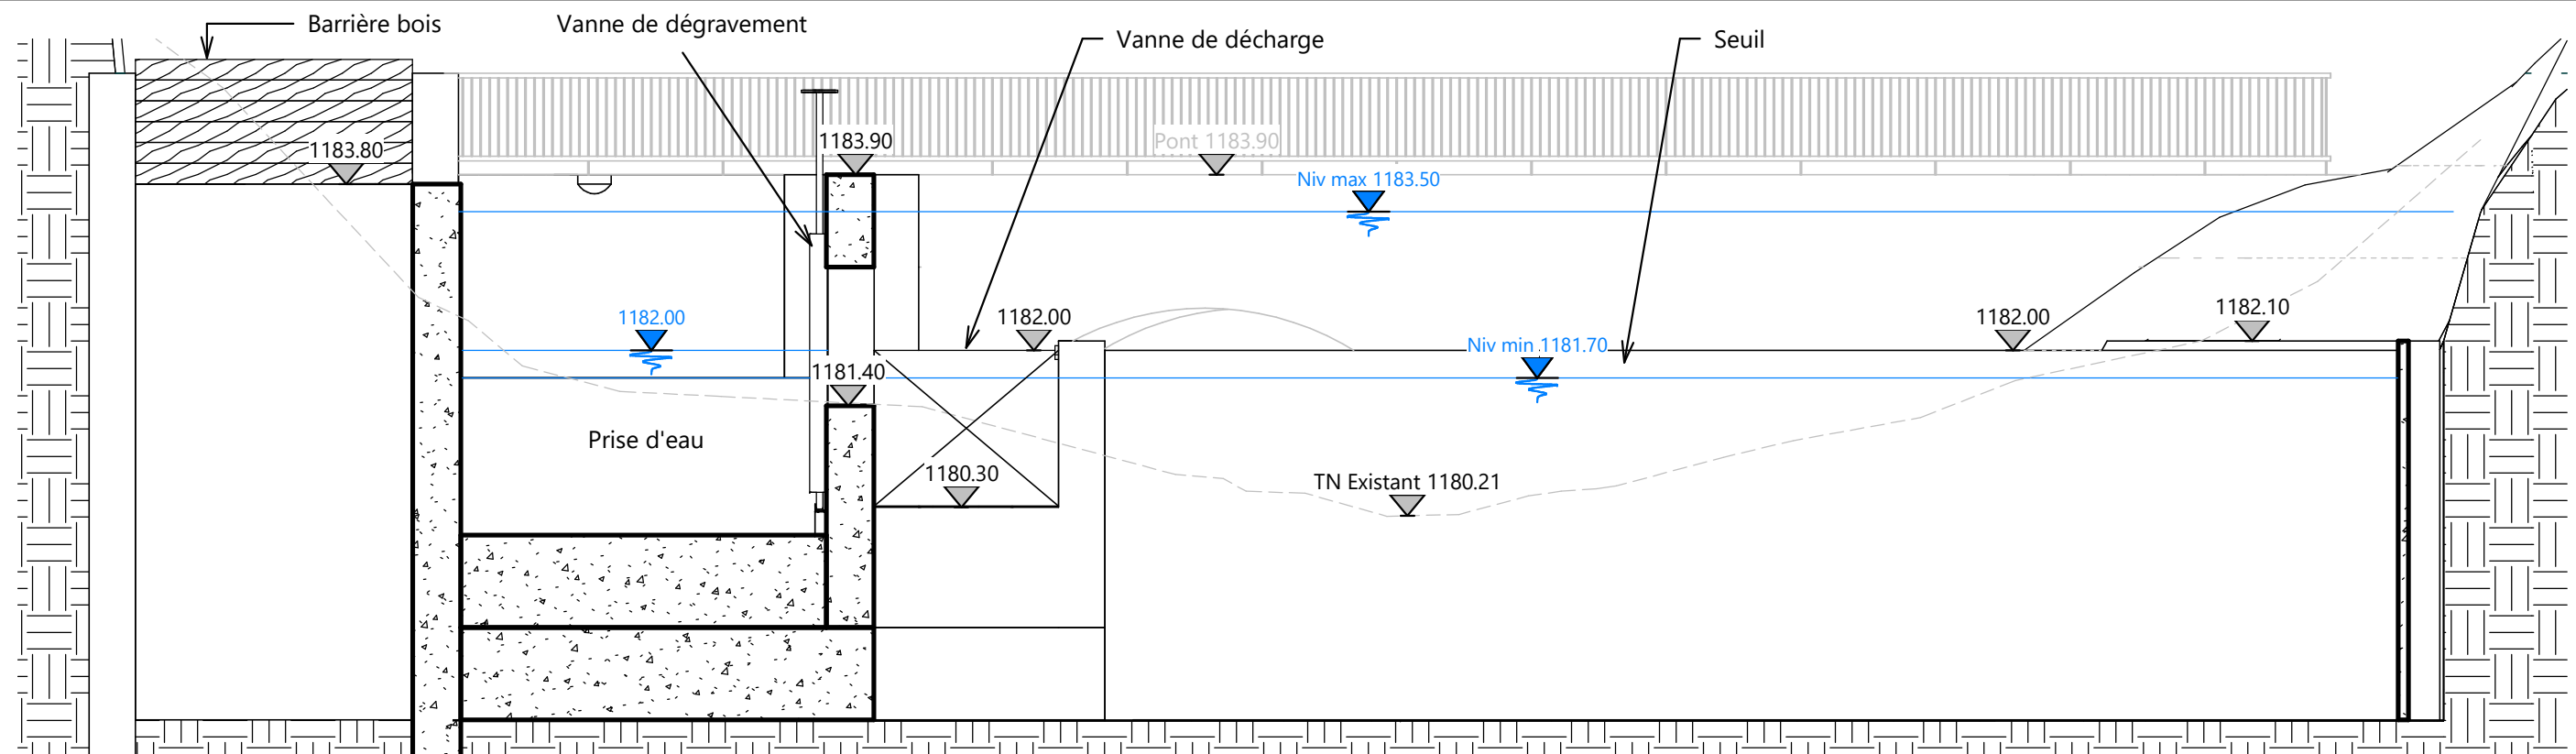 Barrière bois
Vanne de dégravement
Vanne de décharge
Seuil
1183.80
1183.90
Pont 1183.90
Niv max 1183.50
1182.00
1182.00
1182.00
1182.10
Niv min 1181.70
1181.40
Prise d'eau
1180.30
TN Existant 1180.21